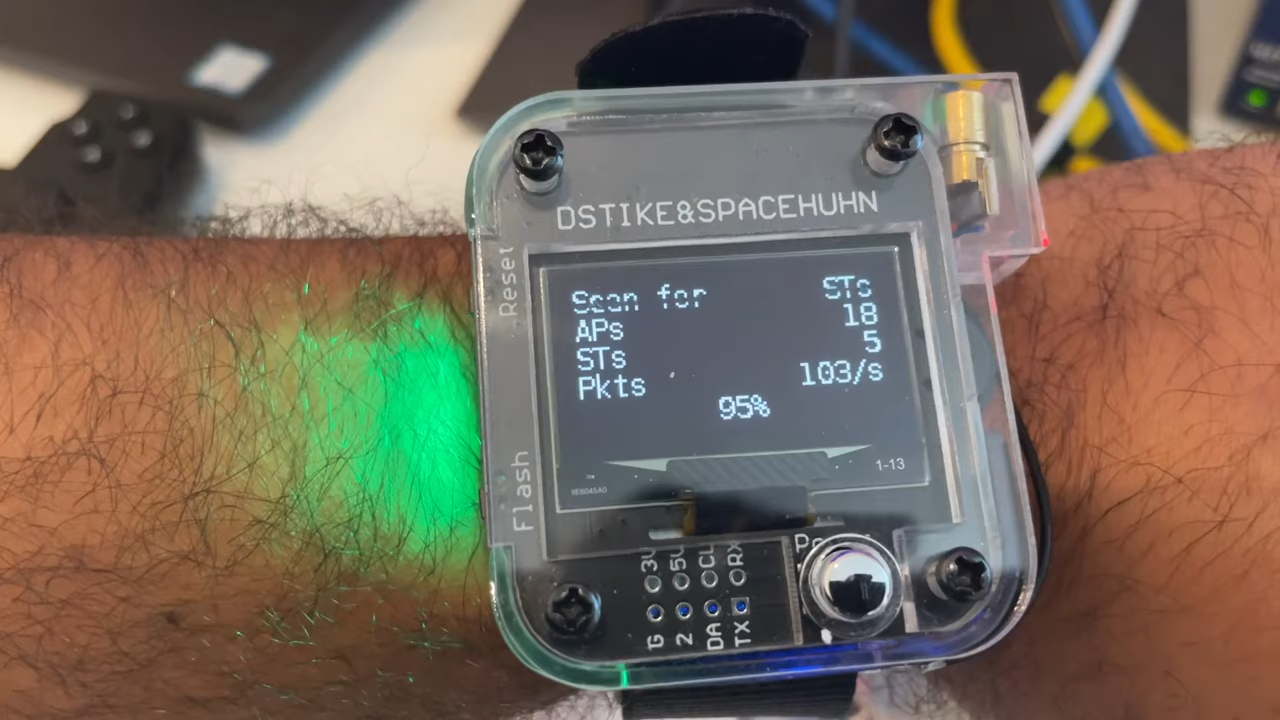 DSTIKE&SPACEHUHN
Reset
Scan for STs
APs 18
STs 5
Pkts 103/s
95%
Flash
1-13
3V 5V CL RX
G 2 DA TX